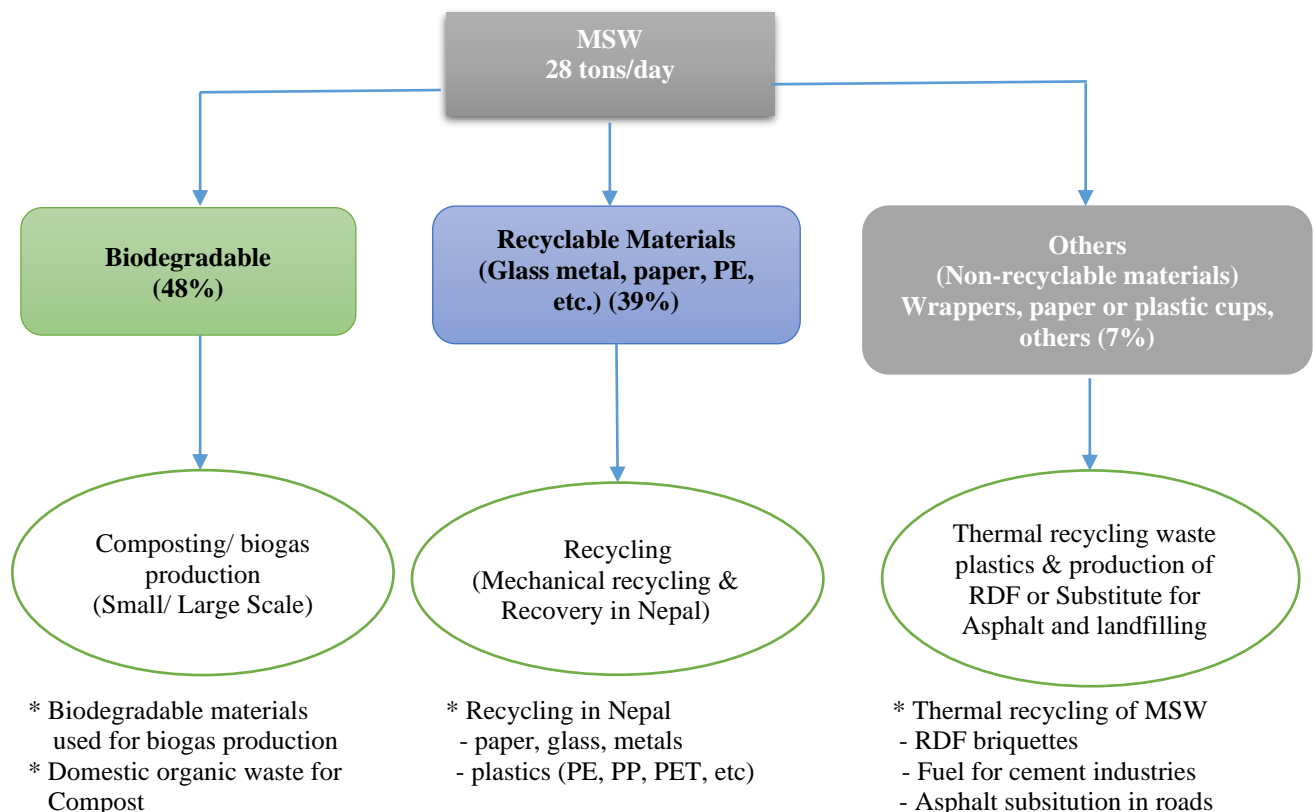 MSW
28 tons/day
Biodegradable
(48%)
Recyclable Materials
(Glass metal, paper, PE,
etc.) (39%)
Others
(Non-recyclable materials)
Wrappers, paper or plastic cups,
others (7%)
Composting/ biogas
production
(Small/ Large Scale)
Recycling
(Mechanical recycling &
Recovery in Nepal)
Thermal recycling waste
plastics & production of
RDF or Substitute for
Asphalt and landfilling
* Biodegradable materials
used for biogas production
* Domestic organic waste for
Compost
* Recycling in Nepal
- paper, glass, metals
- plastics (PE, PP, PET, etc)
* Thermal recycling of MSW
- RDF briquettes
- Fuel for cement industries
- Asphalt subsitution in roads